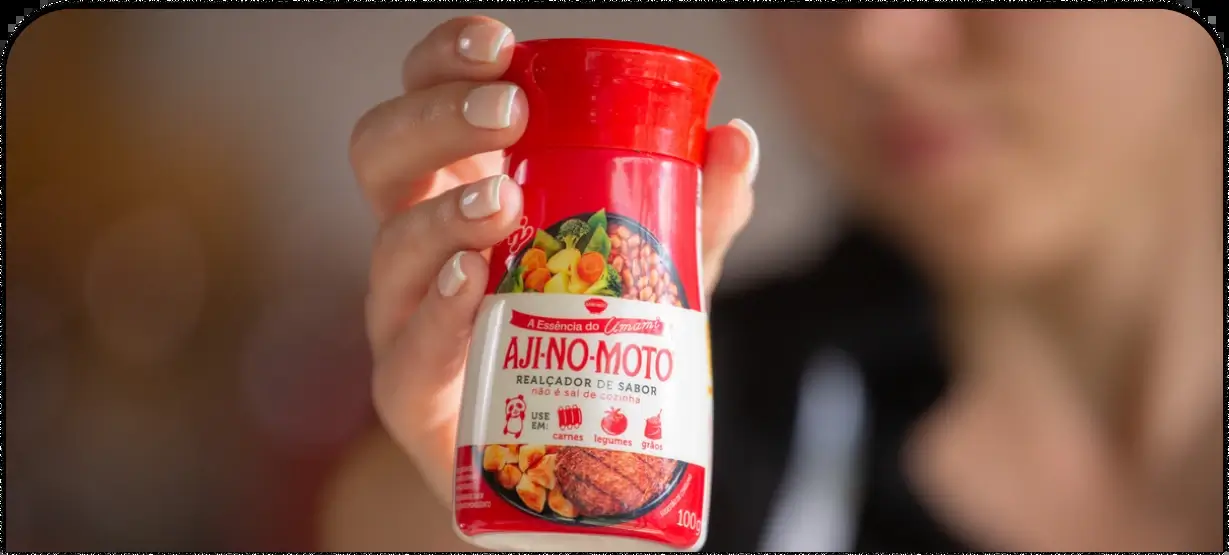 A Essência do Umami
AJI-NO-MOTO
REALÇADOR DE SABOR
não é sal de cozinha
USE
EM:
carnes
legumes
grãos
100g